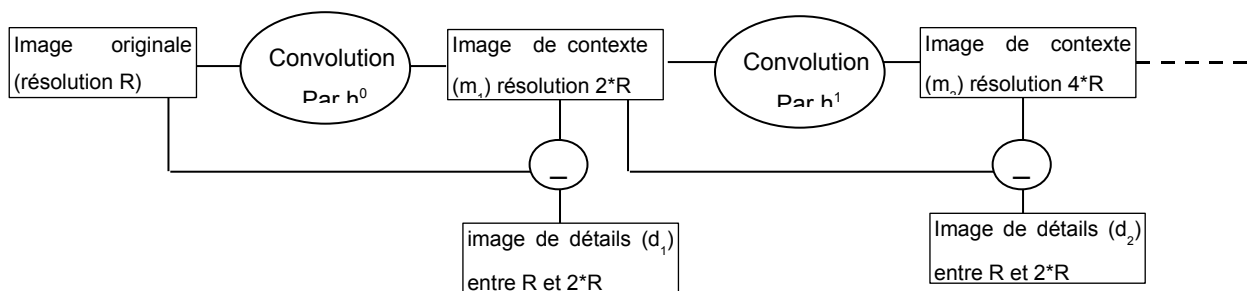 Image originale
(résolution R)
Convolution
Par h⁰
Image de contexte
(m₁) résolution 2*R
Convolution
Par h¹
Image de contexte
(m₂) résolution 4*R
–
–
image de détails (d₁)
entre R et 2*R
Image de détails (d₂)
entre R et 2*R